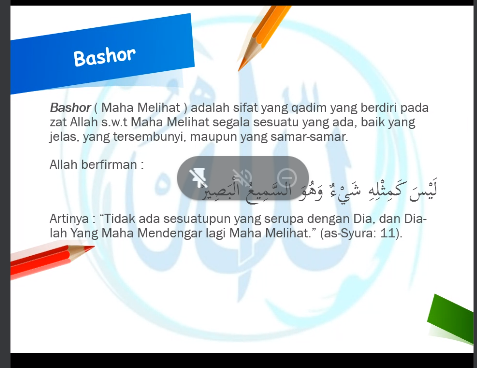 Bashor
Bashor ( Maha Melihat ) adalah sifat yang qadim yang berdiri pada
zat Allah s.w.t Maha Melihat segala sesuatu yang ada, baik yang
jelas, yang tersembunyi, maupun yang samar-samar.
Allah berfirman :
لَيْسَ كَمِثْلِهِ شَيْءٌ وَهُوَ السَّمِيعُ الْبَصِيْرُ
Artinya : “Tidak ada sesuatupun yang serupa dengan Dia, dan Dia-
lah Yang Maha Mendengar lagi Maha Melihat.” (as-Syura: 11).